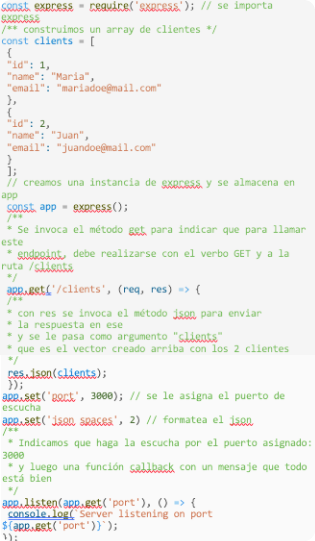 const express = require('express'); // se importa
express
/** construimos un array de clientes */
const clients = [
{
"id": 1,
"name": "Maria",
"email": "mariadoe@mail.com"
},
{
"id": 2,
"name": "Juan",
"email": "juandoe@mail.com"
}
];
// creamos una instancia de express y se almacena en
app
const app = express();
/**
* Se invoca el método get para indicar que para llamar
este
* endpoint, debe realizarse con el verbo GET y a la
ruta /clients
*/
app.get('/clients', (req, res) => {
/**
* con res se invoca el método json para enviar
* la respuesta en ese
* y se le pasa como argumento "clients"
* que es el vector creado arriba con los 2 clientes
*/
res.json(clients);
});
app.set('port', 3000); // se le asigna el puerto de
escucha
app.set('json spaces', 2) // formatea el json
/**
* Indicamos que haga la escucha por el puerto asignado:
3000
* y luego una función callback con un mensaje que todo
está bien
*/
app.listen(app.get('port'), () => {
console.log(`Server listening on port
${app.get('port')}`);
});